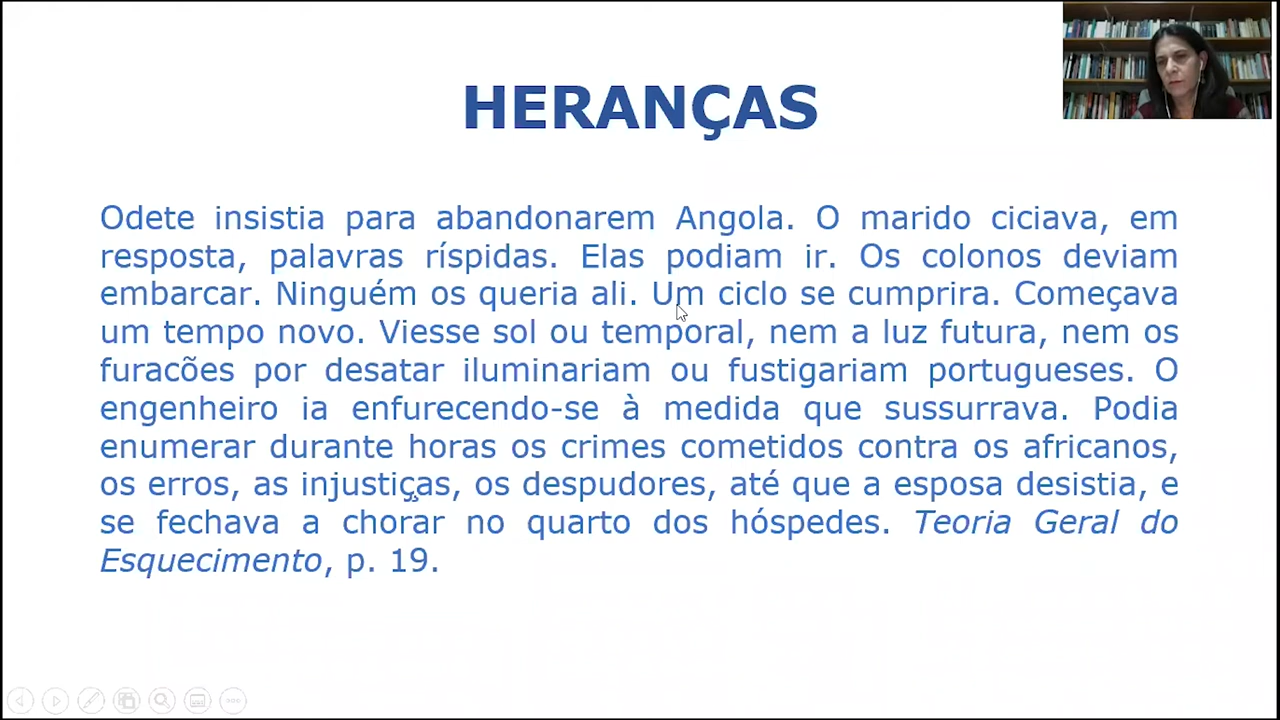 HERANÇAS
Odete insistia para abandonarem Angola. O marido ciciava, em
resposta, palavras ríspidas. Elas podiam ir. Os colonos deviam
embarcar. Ninguém os queria ali. Um ciclo se cumprira. Começava
um tempo novo. Viesse sol ou temporal, nem a luz futura, nem os
furacões por desatar iluminariam ou fustigariam portugueses. O
engenheiro ia enfurecendo-se à medida que sussurrava. Podia
enumerar durante horas os crimes cometidos contra os africanos,
os erros, as injustiças, os despudores, até que a esposa desistia, e
se fechava a chorar no quarto dos hóspedes. Teoria Geral do
Esquecimento, p. 19.